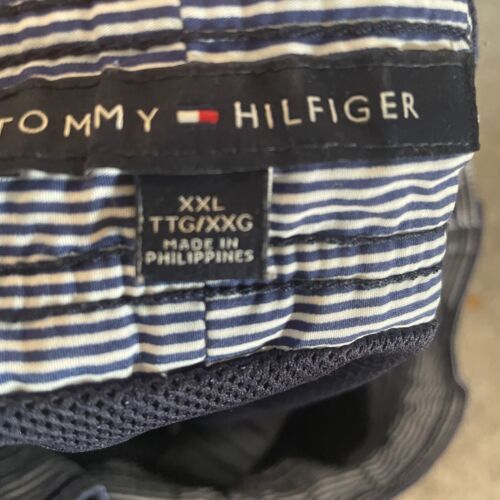 TOMMY HILFIGER
XXL
TTG/XXG
MADE IN
PHILIPPINES